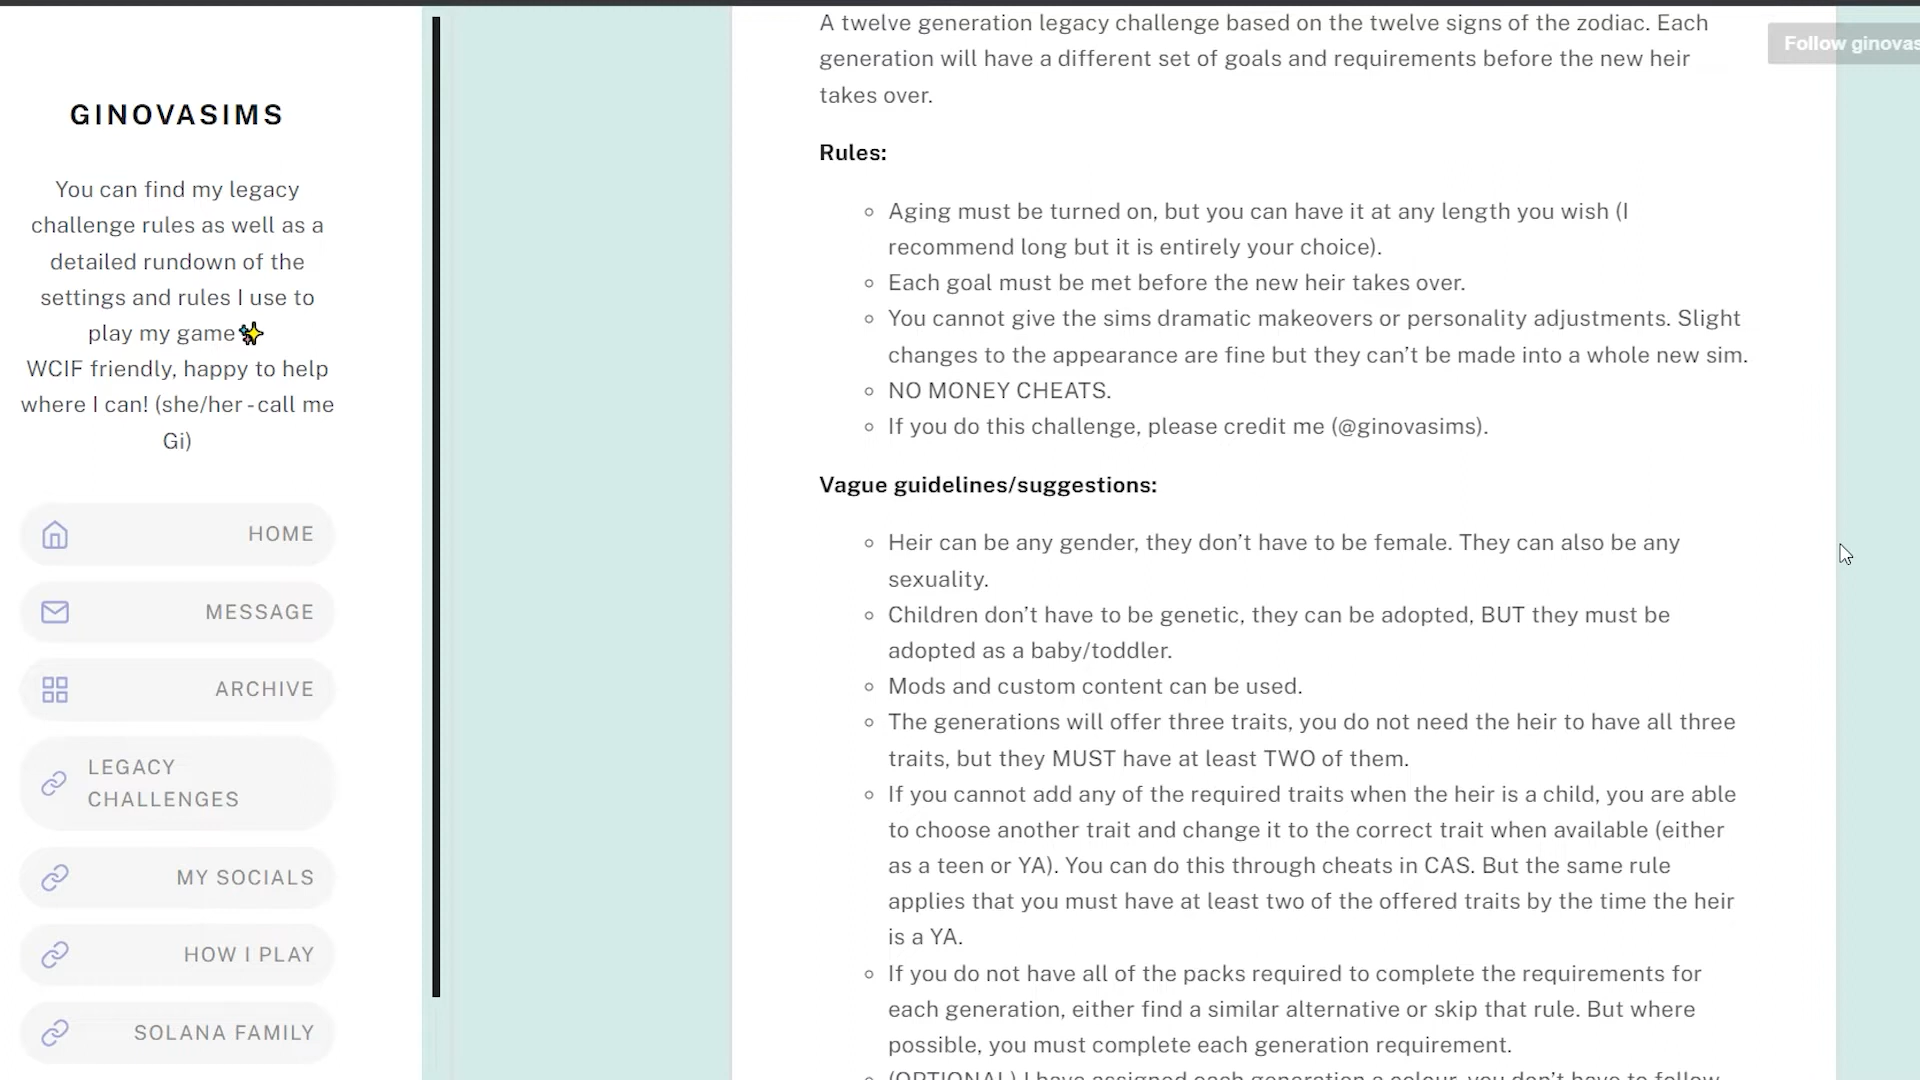 GINOVASIMS
You can find my legacy
challenge rules as well as a
detailed rundown of the
settings and rules I use to
play my game✨
WCIF friendly, happy to help
where I can! (she/her - call me
Gi)
HOME
MESSAGE
ARCHIVE
LEGACY
CHALLENGES
MY SOCIALS
HOW I PLAY
SOLANA FAMILY
A twelve generation legacy challenge based on the twelve signs of the zodiac. Each
generation will have a different set of goals and requirements before the new heir
takes over.
Rules:
Aging must be turned on, but you can have it at any length you wish (I
recommend long but it is entirely your choice).
Each goal must be met before the new heir takes over.
You cannot give the sims dramatic makeovers or personality adjustments. Slight
changes to the appearance are fine but they can’t be made into a whole new sim.
NO MONEY CHEATS.
If you do this challenge, please credit me (@ginovasims).
Vague guidelines/suggestions:
Heir can be any gender, they don’t have to be female. They can also be any
sexuality.
Children don’t have to be genetic, they can be adopted, BUT they must be
adopted as a baby/toddler.
Mods and custom content can be used.
The generations will offer three traits, you do not need the heir to have all three
traits, but they MUST have at least TWO of them.
If you cannot add any of the required traits when the heir is a child, you are able
to choose another trait and change it to the correct trait when available (either
as a teen or YA). You can do this through cheats in CAS. But the same rule
applies that you must have at least two of the offered traits by the time the heir
is a YA.
If you do not have all of the packs required to complete the requirements for
each generation, either find a similar alternative or skip that rule. But where
possible, you must complete each generation requirement.
(OPTIONAL) I have assigned each generation a colour, you don’t have to follow
Follow ginovas